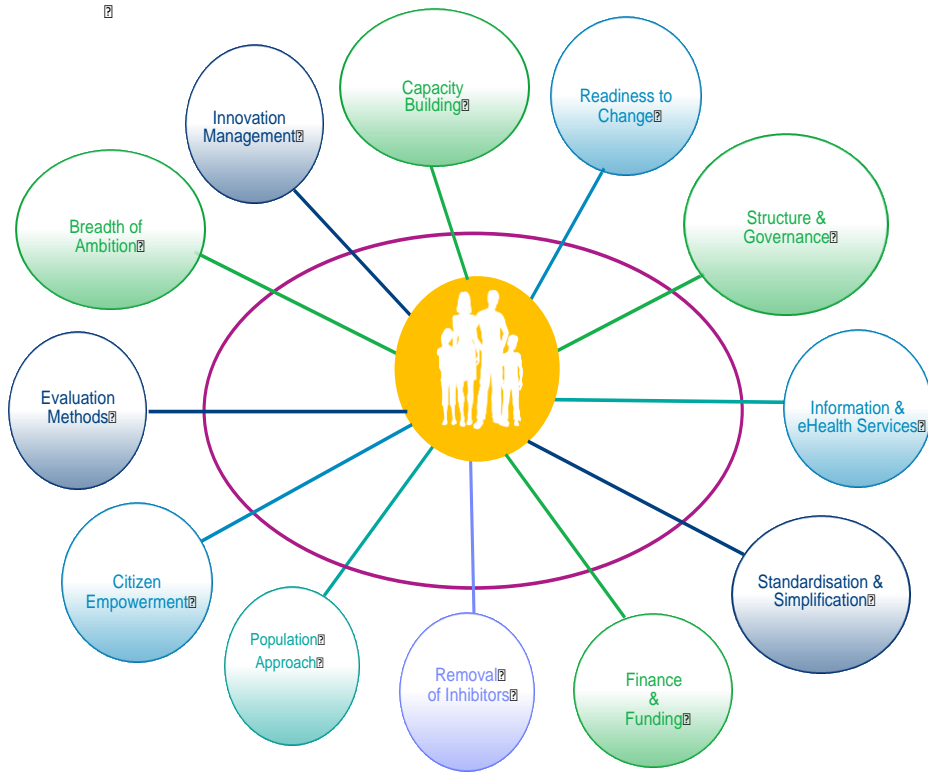 Capacity
Building
Readiness to
Change
Structure &
Governance
Information &
eHealth Services
Standardisation &
Simplification
Finance
&
Funding
Removal
of Inhibitors
Population
Approach
Citizen
Empowerment
Evaluation
Methods
Breadth of
Ambition
Innovation
Management